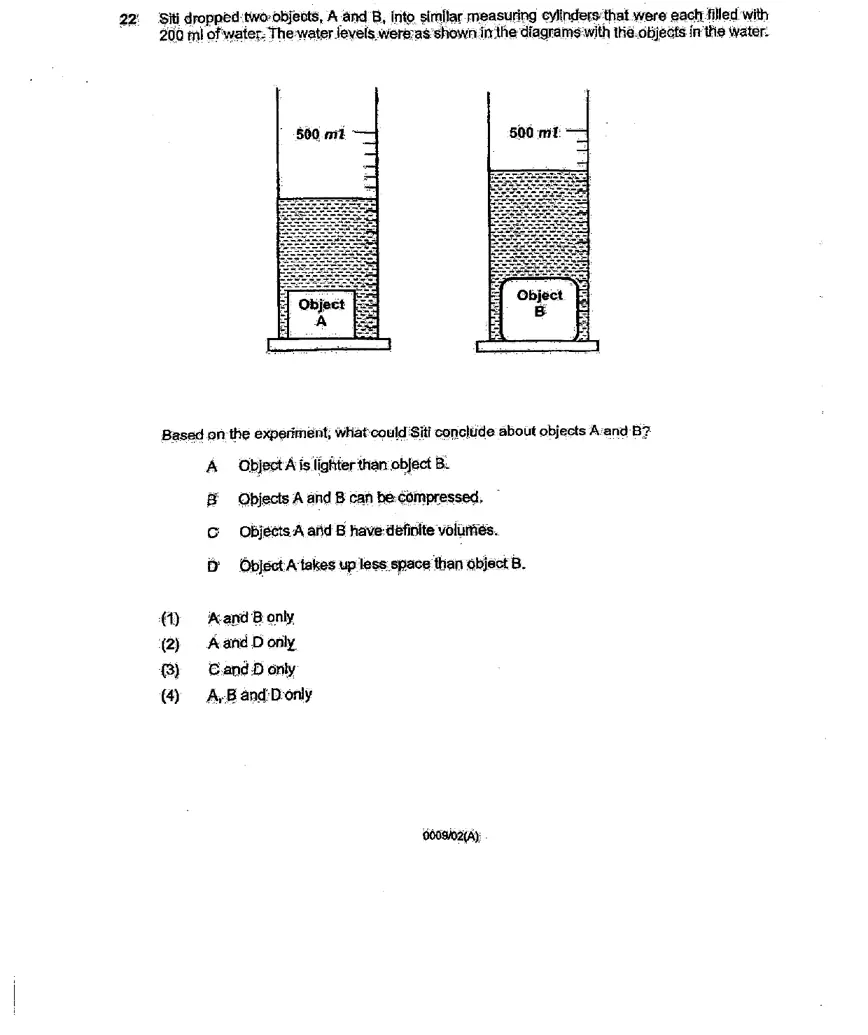 22 Siti dropped two objects, A and B, into similar measuring cylinders that were each filled with
200 ml of water. The water levels were as shown in the diagrams with the objects in the water.
500 ml
500 ml
Object
A
Object
B
Based on the experiment, what could Siti conclude about objects A and B?
A Object A is lighter than object B.
B Objects A and B can be compressed.
C Objects A and B have definite volumes.
D Object A takes up less space than object B.
(1) A and B only
(2) A and D only
(3) C and D only
(4) A, B and D only
0009/02(A)